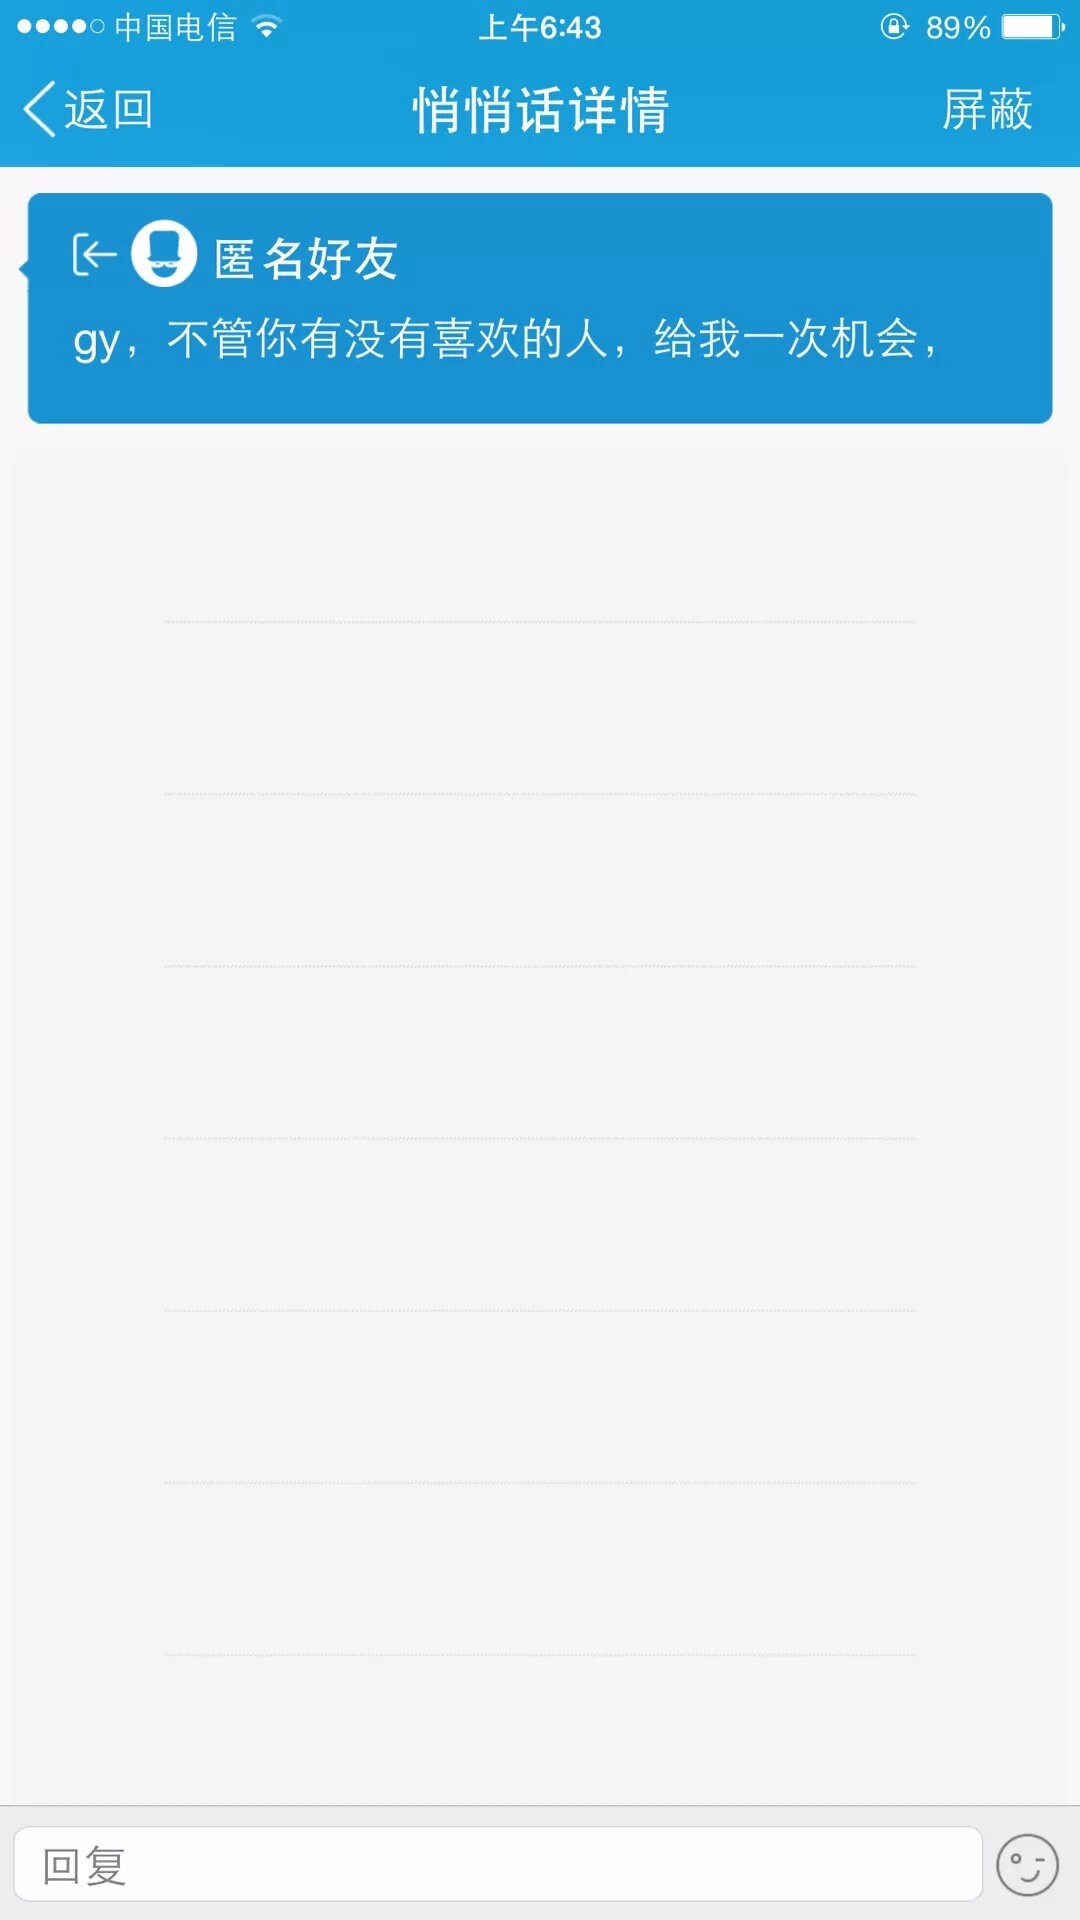 中国电信 上午6:43 89%
返回 悄悄话详情 屏蔽
匿名好友
gy，不管你有没有喜欢的人，给我一次机会，
回复